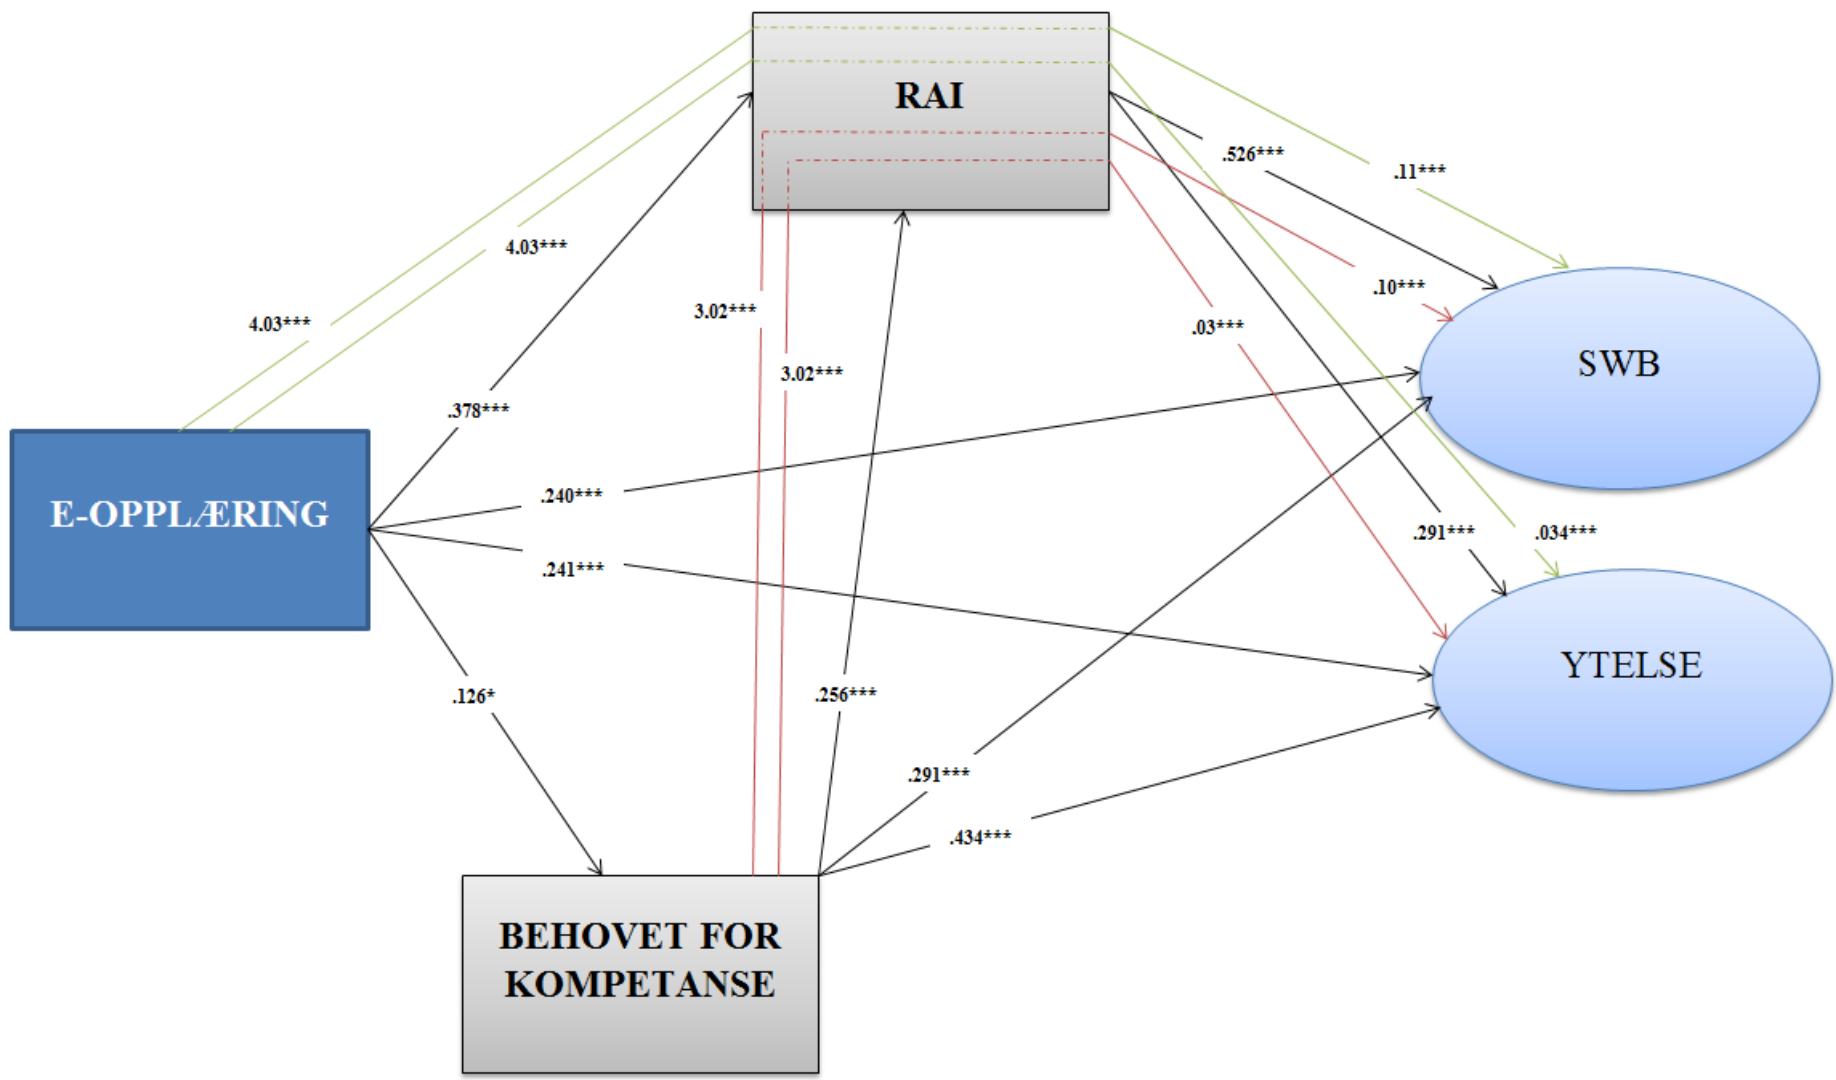 RAI
.526***
.11***
4.03***
.10***
3.02***
4.03***
.03***
SWB
3.02***
.378***
.240***
E-OPPLÆRING
.291***
.034***
.241***
YTELSE
.126*
.256***
.291***
.434***
BEHOVET FOR
KOMPETANSE